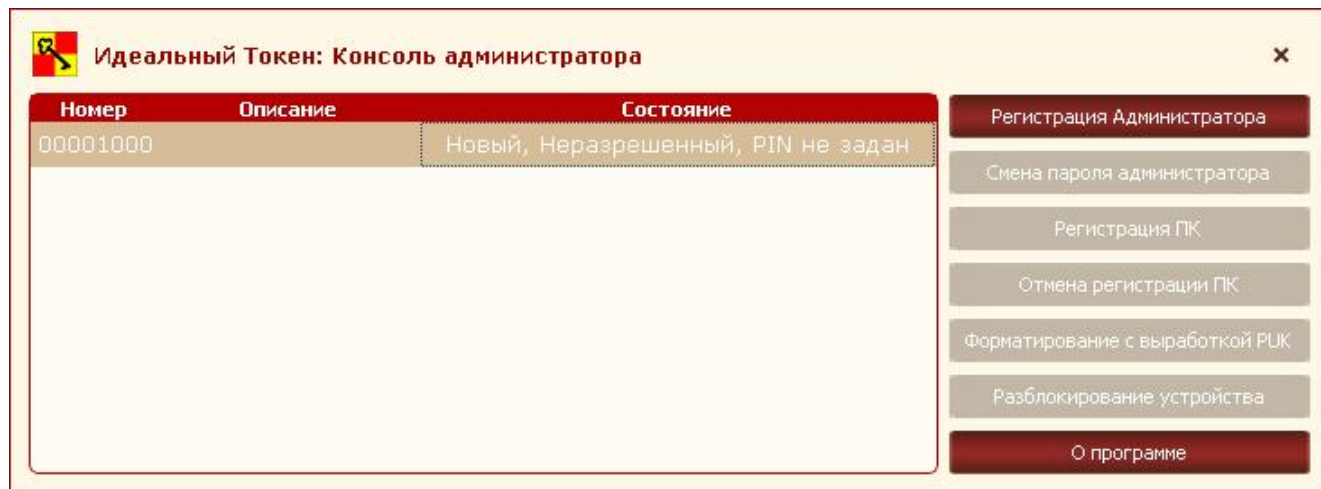 Идеальный Токен: Консоль администратора
Номер Описание Состояние
00001000 Новый, Неразрешенный, PIN не задан
Регистрация Администратора
Смена пароля администратора
Регистрация ПК
Отмена регистрации ПК
Форматирование с выработкой PUK
Разблокирование устройства
О программе